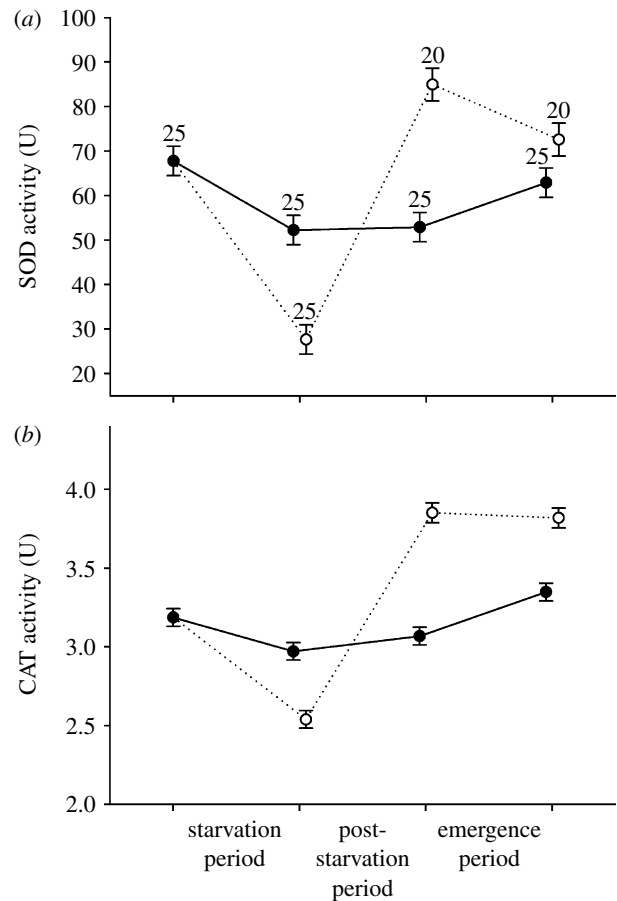 (a)
100
90
80
70
60
50
40
30
20
SOD activity (U)
25
25
25
20
25
20
25
(b)
4.0
3.5
3.0
2.5
2.0
CAT activity (U)
starvation
period
post-
starvation
period
emergence
period